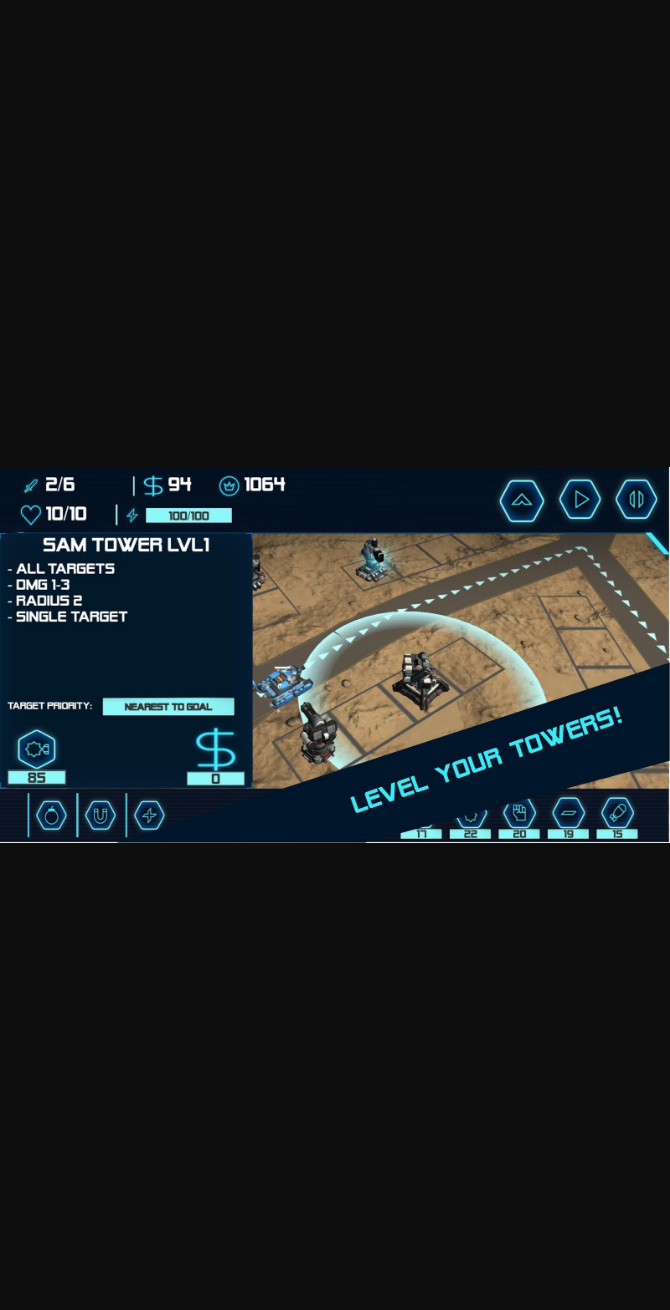 2/6
$ 94
1064
10/10
100/100
SAM TOWER LVL1
- ALL TARGETS
- DMG 1-3
- RADIUS 2
- SINGLE TARGET
TARGET PRIORITY:
NEAREST TO GOAL
85
$
0
LEVEL YOUR TOWERS!
17
22
20
19
15